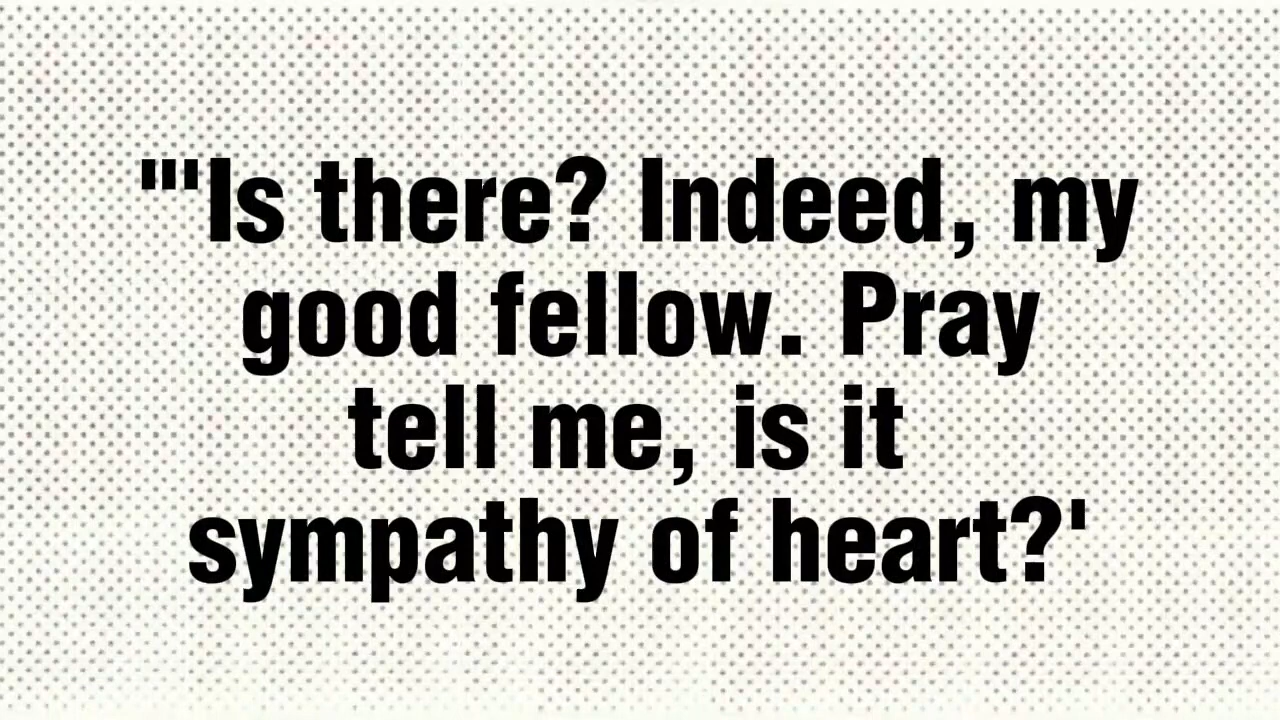 "'Is there? Indeed, my
good fellow. Pray
tell me, is it
sympathy of heart?'